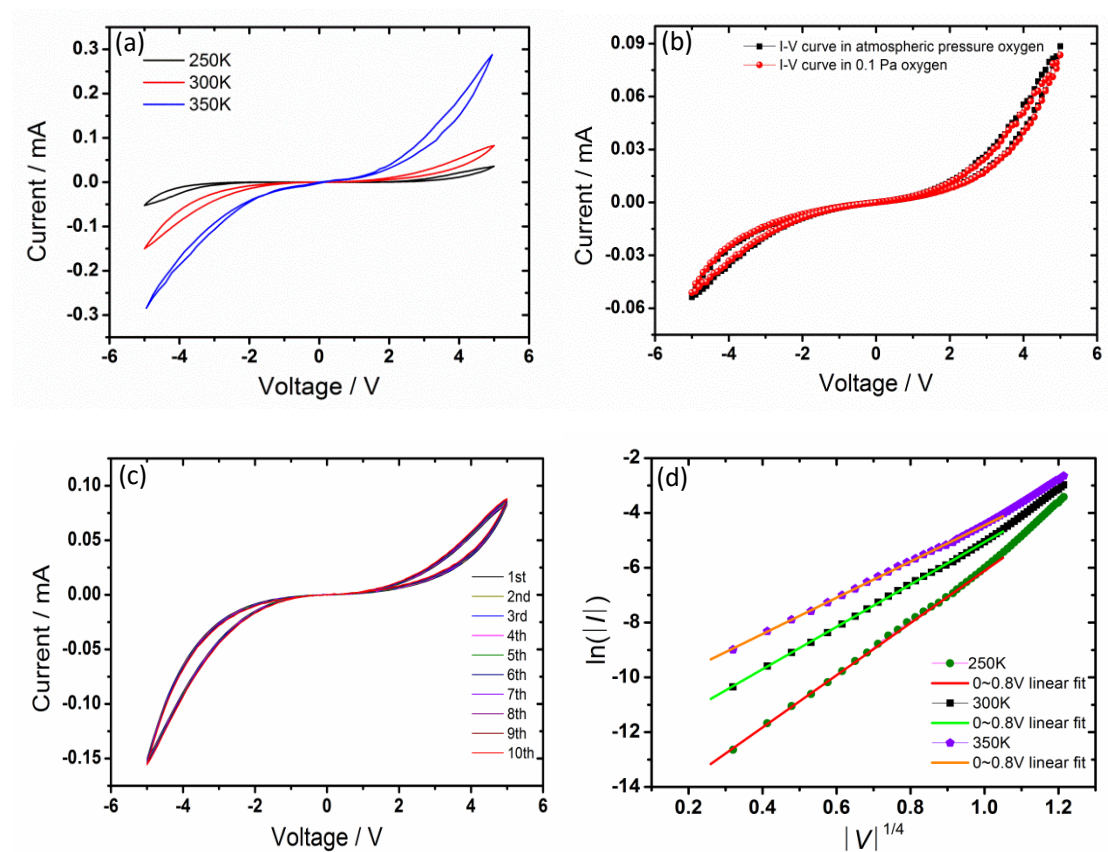 (a)
250K
300K
350K
0.3
0.2
0.1
0.0
-0.1
-0.2
-0.3
Current / mA
-6 -4 -2 0 2 4 6
Voltage / V
(b)
I-V curve in atmospheric pressure oxygen
I-V curve in 0.1 Pa oxygen
0.09
0.06
0.03
0.00
-0.03
-0.06
Current / mA
-6 -4 -2 0 2 4 6
Voltage / V
(c)
0.10
0.05
0.00
-0.05
-0.10
-0.15
Current / mA
1st
2nd
3rd
4th
5th
6th
7th
8th
9th
10th
-6 -4 -2 0 2 4 6
Voltage / V
(d)
-2
-4
-6
-8
-10
-12
-14
ln(|I|)
250K
0~0.8V linear fit
300K
0~0.8V linear fit
350K
0~0.8V linear fit
0.2 0.4 0.6 0.8 1.0 1.2
|V|^1/4